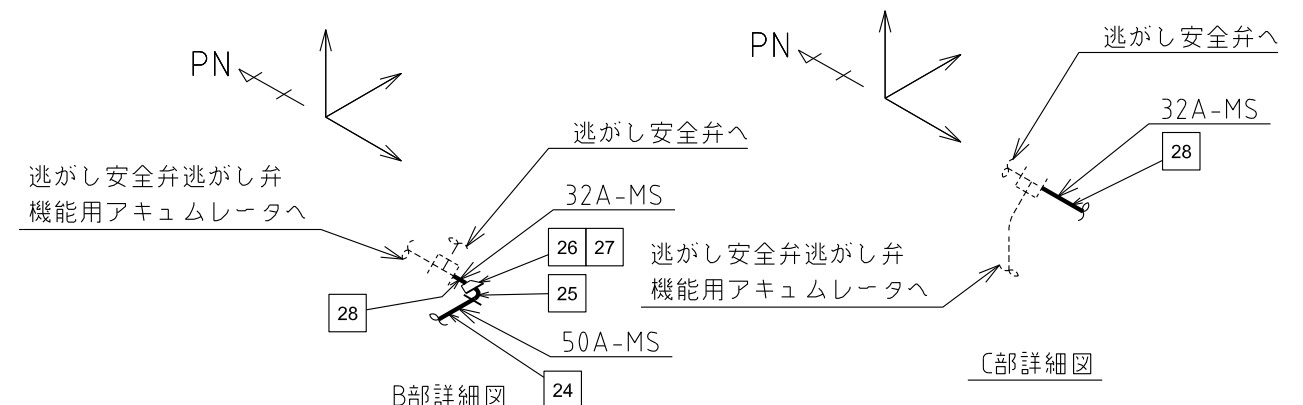 PN
逃がし安全弁へ
逃がし安全弁逃がし弁
機能用アキュムレータへ
32A-MS
26 27
25
28
50A-MS
24
B部詳細図
PN
逃がし安全弁へ
32A-MS
28
逃がし安全弁逃がし弁
機能用アキュムレータへ
C部詳細図